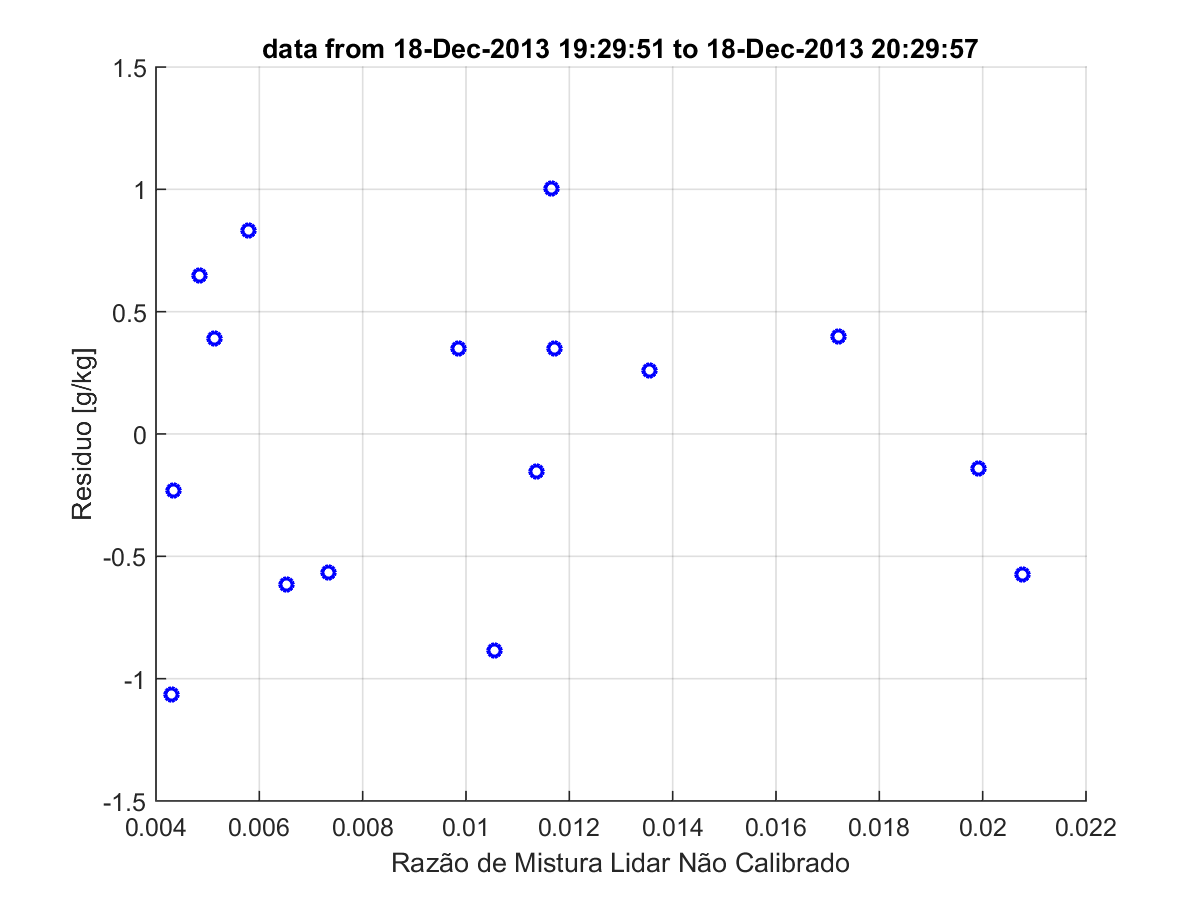 data from 18-Dec-2013 19:29:51 to 18-Dec-2013 20:29:57
1.5
1
0.5
0
-0.5
-1
-1.5
Residuo [g/kg]
0.004 0.006 0.008 0.01 0.012 0.014 0.016 0.018 0.02 0.022
Razão de Mistura Lidar Não Calibrado